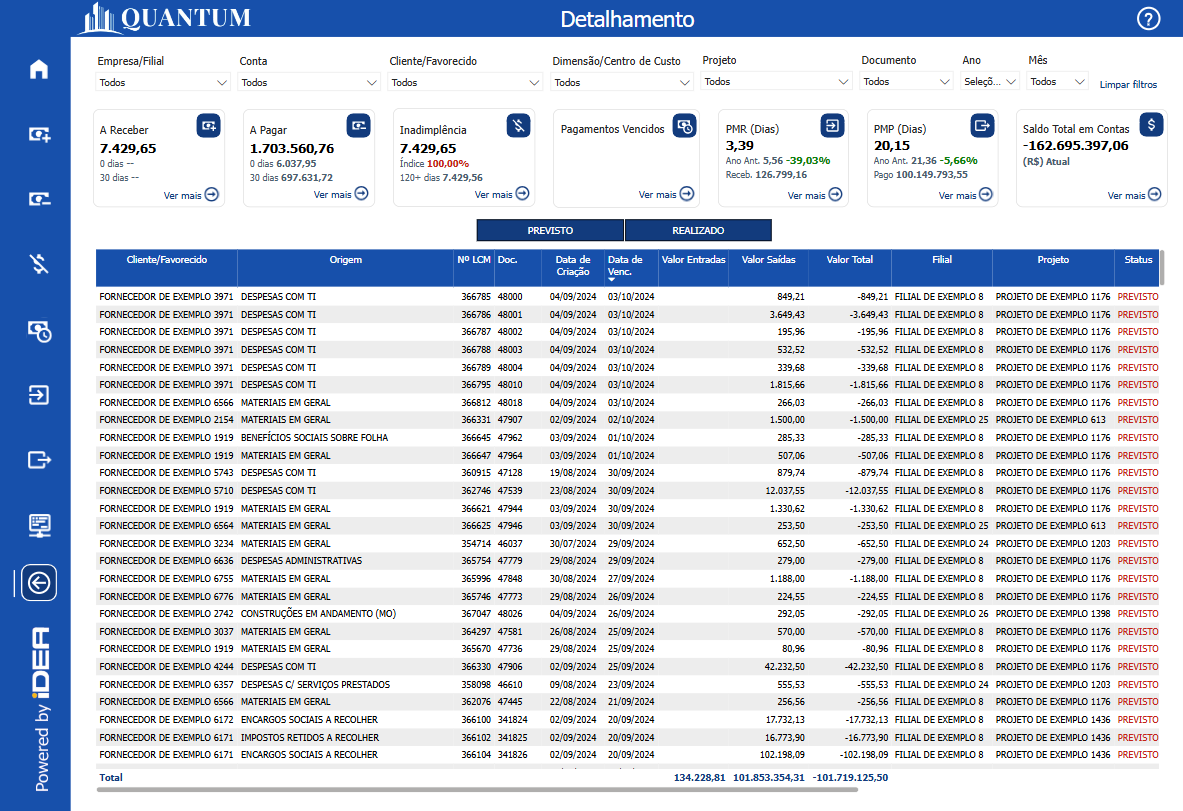 QUANTUM
Detalhamento
Empresa/Filial Conta Cliente/Favorecido Dimensão/Centro de Custo Projeto Documento Ano Mês
Todos Todos Todos Todos Todos Todos Seleçõ... Todos Limpar filtros
A Receber
7.429,65
0 dias --
30 dias --
Ver mais
A Pagar
1.703.560,76
0 dias 6.037,95
30 dias 697.631,72
Ver mais
Inadimplência
7.429,65
Índice 100,00%
120+ dias 7.429,56
Ver mais
Pagamentos Vencidos
Ver mais
PMR (Dias)
3,39
Ano Ant. 5,56 -39,03%
Receb. 126.799,16
Ver mais
PMP (Dias)
20,15
Ano Ant. 21,36 -5,66%
Pago 100.149.793,55
Ver mais
Saldo Total em Contas
-162.695.397,06
(R$) Atual
Ver mais
PREVISTO REALIZADO
Cliente/Favorecido Origem Nº LCM Doc. Data de Criação Data de Venc. Valor Entradas Valor Saídas Valor Total Filial Projeto Status
FORNECEDOR DE EXEMPLO 3971 DESPESAS COM TI 366785 48000 04/09/2024 03/10/2024 849,21 -849,21 FILIAL DE EXEMPLO 8 PROJETO DE EXEMPLO 1176 PREVISTO
FORNECEDOR DE EXEMPLO 3971 DESPESAS COM TI 366786 48001 04/09/2024 03/10/2024 3.649,43 -3.649,43 FILIAL DE EXEMPLO 8 PROJETO DE EXEMPLO 1176 PREVISTO
FORNECEDOR DE EXEMPLO 3971 DESPESAS COM TI 366787 48002 04/09/2024 03/10/2024 195,96 -195,96 FILIAL DE EXEMPLO 8 PROJETO DE EXEMPLO 1176 PREVISTO
FORNECEDOR DE EXEMPLO 3971 DESPESAS COM TI 366788 48003 04/09/2024 03/10/2024 532,52 -532,52 FILIAL DE EXEMPLO 8 PROJETO DE EXEMPLO 1176 PREVISTO
FORNECEDOR DE EXEMPLO 3971 DESPESAS COM TI 366789 48004 04/09/2024 03/10/2024 339,68 -339,68 FILIAL DE EXEMPLO 8 PROJETO DE EXEMPLO 1176 PREVISTO
FORNECEDOR DE EXEMPLO 3971 DESPESAS COM TI 366795 48010 04/09/2024 03/10/2024 1.815,66 -1.815,66 FILIAL DE EXEMPLO 8 PROJETO DE EXEMPLO 1176 PREVISTO
FORNECEDOR DE EXEMPLO 6566 MATERIAIS EM GERAL 366812 48018 04/09/2024 03/10/2024 266,03 -266,03 FILIAL DE EXEMPLO 8 PROJETO DE EXEMPLO 1176 PREVISTO
FORNECEDOR DE EXEMPLO 2154 MATERIAIS EM GERAL 366331 47907 02/09/2024 02/10/2024 1.500,00 -1.500,00 FILIAL DE EXEMPLO 25 PROJETO DE EXEMPLO 613 PREVISTO
FORNECEDOR DE EXEMPLO 1919 BENEFÍCIOS SOCIAIS SOBRE FOLHA 366645 47962 03/09/2024 01/10/2024 285,33 -285,33 FILIAL DE EXEMPLO 8 PROJETO DE EXEMPLO 1176 PREVISTO
FORNECEDOR DE EXEMPLO 1919 MATERIAIS EM GERAL 366647 47964 03/09/2024 01/10/2024 507,06 -507,06 FILIAL DE EXEMPLO 8 PROJETO DE EXEMPLO 1176 PREVISTO
FORNECEDOR DE EXEMPLO 5743 DESPESAS COM TI 360915 47128 19/08/2024 30/09/2024 879,74 -879,74 FILIAL DE EXEMPLO 8 PROJETO DE EXEMPLO 1176 PREVISTO
FORNECEDOR DE EXEMPLO 5710 DESPESAS COM TI 362746 47539 23/08/2024 30/09/2024 12.037,55 -12.037,55 FILIAL DE EXEMPLO 8 PROJETO DE EXEMPLO 1176 PREVISTO
FORNECEDOR DE EXEMPLO 1919 MATERIAIS EM GERAL 366621 47944 03/09/2024 30/09/2024 1.330,62 -1.330,62 FILIAL DE EXEMPLO 8 PROJETO DE EXEMPLO 1176 PREVISTO
FORNECEDOR DE EXEMPLO 6564 MATERIAIS EM GERAL 366625 47946 03/09/2024 30/09/2024 253,50 -253,50 FILIAL DE EXEMPLO 25 PROJETO DE EXEMPLO 613 PREVISTO
FORNECEDOR DE EXEMPLO 3234 MATERIAIS EM GERAL 354714 46037 30/07/2024 29/09/2024 652,50 -652,50 FILIAL DE EXEMPLO 24 PROJETO DE EXEMPLO 1203 PREVISTO
FORNECEDOR DE EXEMPLO 6636 DESPESAS ADMINISTRATIVAS 365754 47779 29/08/2024 29/09/2024 279,00 -279,00 FILIAL DE EXEMPLO 8 PROJETO DE EXEMPLO 1176 PREVISTO
FORNECEDOR DE EXEMPLO 6755 MATERIAIS EM GERAL 365996 47848 30/08/2024 27/09/2024 1.188,00 -1.188,00 FILIAL DE EXEMPLO 8 PROJETO DE EXEMPLO 1176 PREVISTO
FORNECEDOR DE EXEMPLO 6776 MATERIAIS EM GERAL 365746 47773 29/08/2024 26/09/2024 224,55 -224,55 FILIAL DE EXEMPLO 8 PROJETO DE EXEMPLO 1176 PREVISTO
FORNECEDOR DE EXEMPLO 2742 CONSTRUÇÕES EM ANDAMENTO (MO) 367047 48026 04/09/2024 26/09/2024 292,05 -292,05 FILIAL DE EXEMPLO 26 PROJETO DE EXEMPLO 1398 PREVISTO
FORNECEDOR DE EXEMPLO 3037 MATERIAIS EM GERAL 364297 47581 26/08/2024 25/09/2024 570,00 -570,00 FILIAL DE EXEMPLO 8 PROJETO DE EXEMPLO 1176 PREVISTO
FORNECEDOR DE EXEMPLO 1919 MATERIAIS EM GERAL 365670 47736 29/08/2024 25/09/2024 80,96 -80,96 FILIAL DE EXEMPLO 8 PROJETO DE EXEMPLO 1176 PREVISTO
FORNECEDOR DE EXEMPLO 4244 DESPESAS COM TI 366330 47906 02/09/2024 25/09/2024 42.232,50 -42.232,50 FILIAL DE EXEMPLO 8 PROJETO DE EXEMPLO 1176 PREVISTO
FORNECEDOR DE EXEMPLO 6357 DESPESAS C/ SERVIÇOS PRESTADOS 358098 46610 09/08/2024 23/09/2024 555,53 -555,53 FILIAL DE EXEMPLO 24 PROJETO DE EXEMPLO 1203 PREVISTO
FORNECEDOR DE EXEMPLO 6566 MATERIAIS EM GERAL 362076 47445 22/08/2024 21/09/2024 256,56 -256,56 FILIAL DE EXEMPLO 8 PROJETO DE EXEMPLO 1176 PREVISTO
FORNECEDOR DE EXEMPLO 6172 ENCARGOS SOCIAIS A RECOLHER 366100 341824 02/09/2024 20/09/2024 17.732,13 -17.732,13 FILIAL DE EXEMPLO 8 PROJETO DE EXEMPLO 1436 PREVISTO
FORNECEDOR DE EXEMPLO 6171 IMPOSTOS RETIDOS A RECOLHER 366102 341825 02/09/2024 20/09/2024 16.773,90 -16.773,90 FILIAL DE EXEMPLO 8 PROJETO DE EXEMPLO 1436 PREVISTO
FORNECEDOR DE EXEMPLO 6171 ENCARGOS SOCIAIS A RECOLHER 366104 341826 02/09/2024 20/09/2024 102.198,09 -102.198,09 FILIAL DE EXEMPLO 8 PROJETO DE EXEMPLO 1436 PREVISTO
Total 134.228,81 101.853.354,31 -101.719.125,50
Powered by iDEA